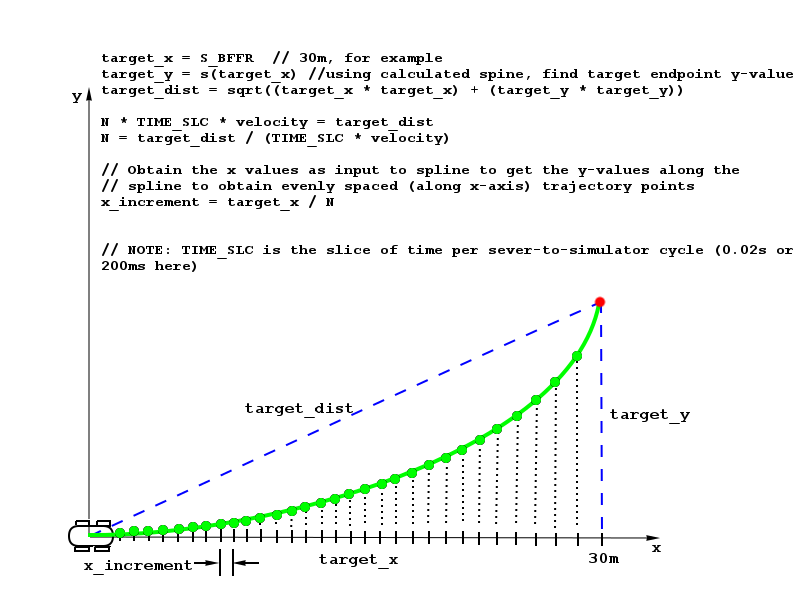 target_x = S_BFFR // 30m, for example
target_y = s(target_x) //using calculated spine, find target endpoint y-value
target_dist = sqrt((target_x * target_x) + (target_y * target_y))
y
N * TIME_SLC * velocity = target_dist
N = target_dist / (TIME_SLC * velocity)
// Obtain the x values as input to spline to get the y-values along the
// spline to obtain evenly spaced (along x-axis) trajectory points
x_increment = target_x / N
// NOTE: TIME_SLC is the slice of time per sever-to-simulator cycle (0.02s or
200ms here)
target_dist
target_y
x
x_increment
target_x
30m